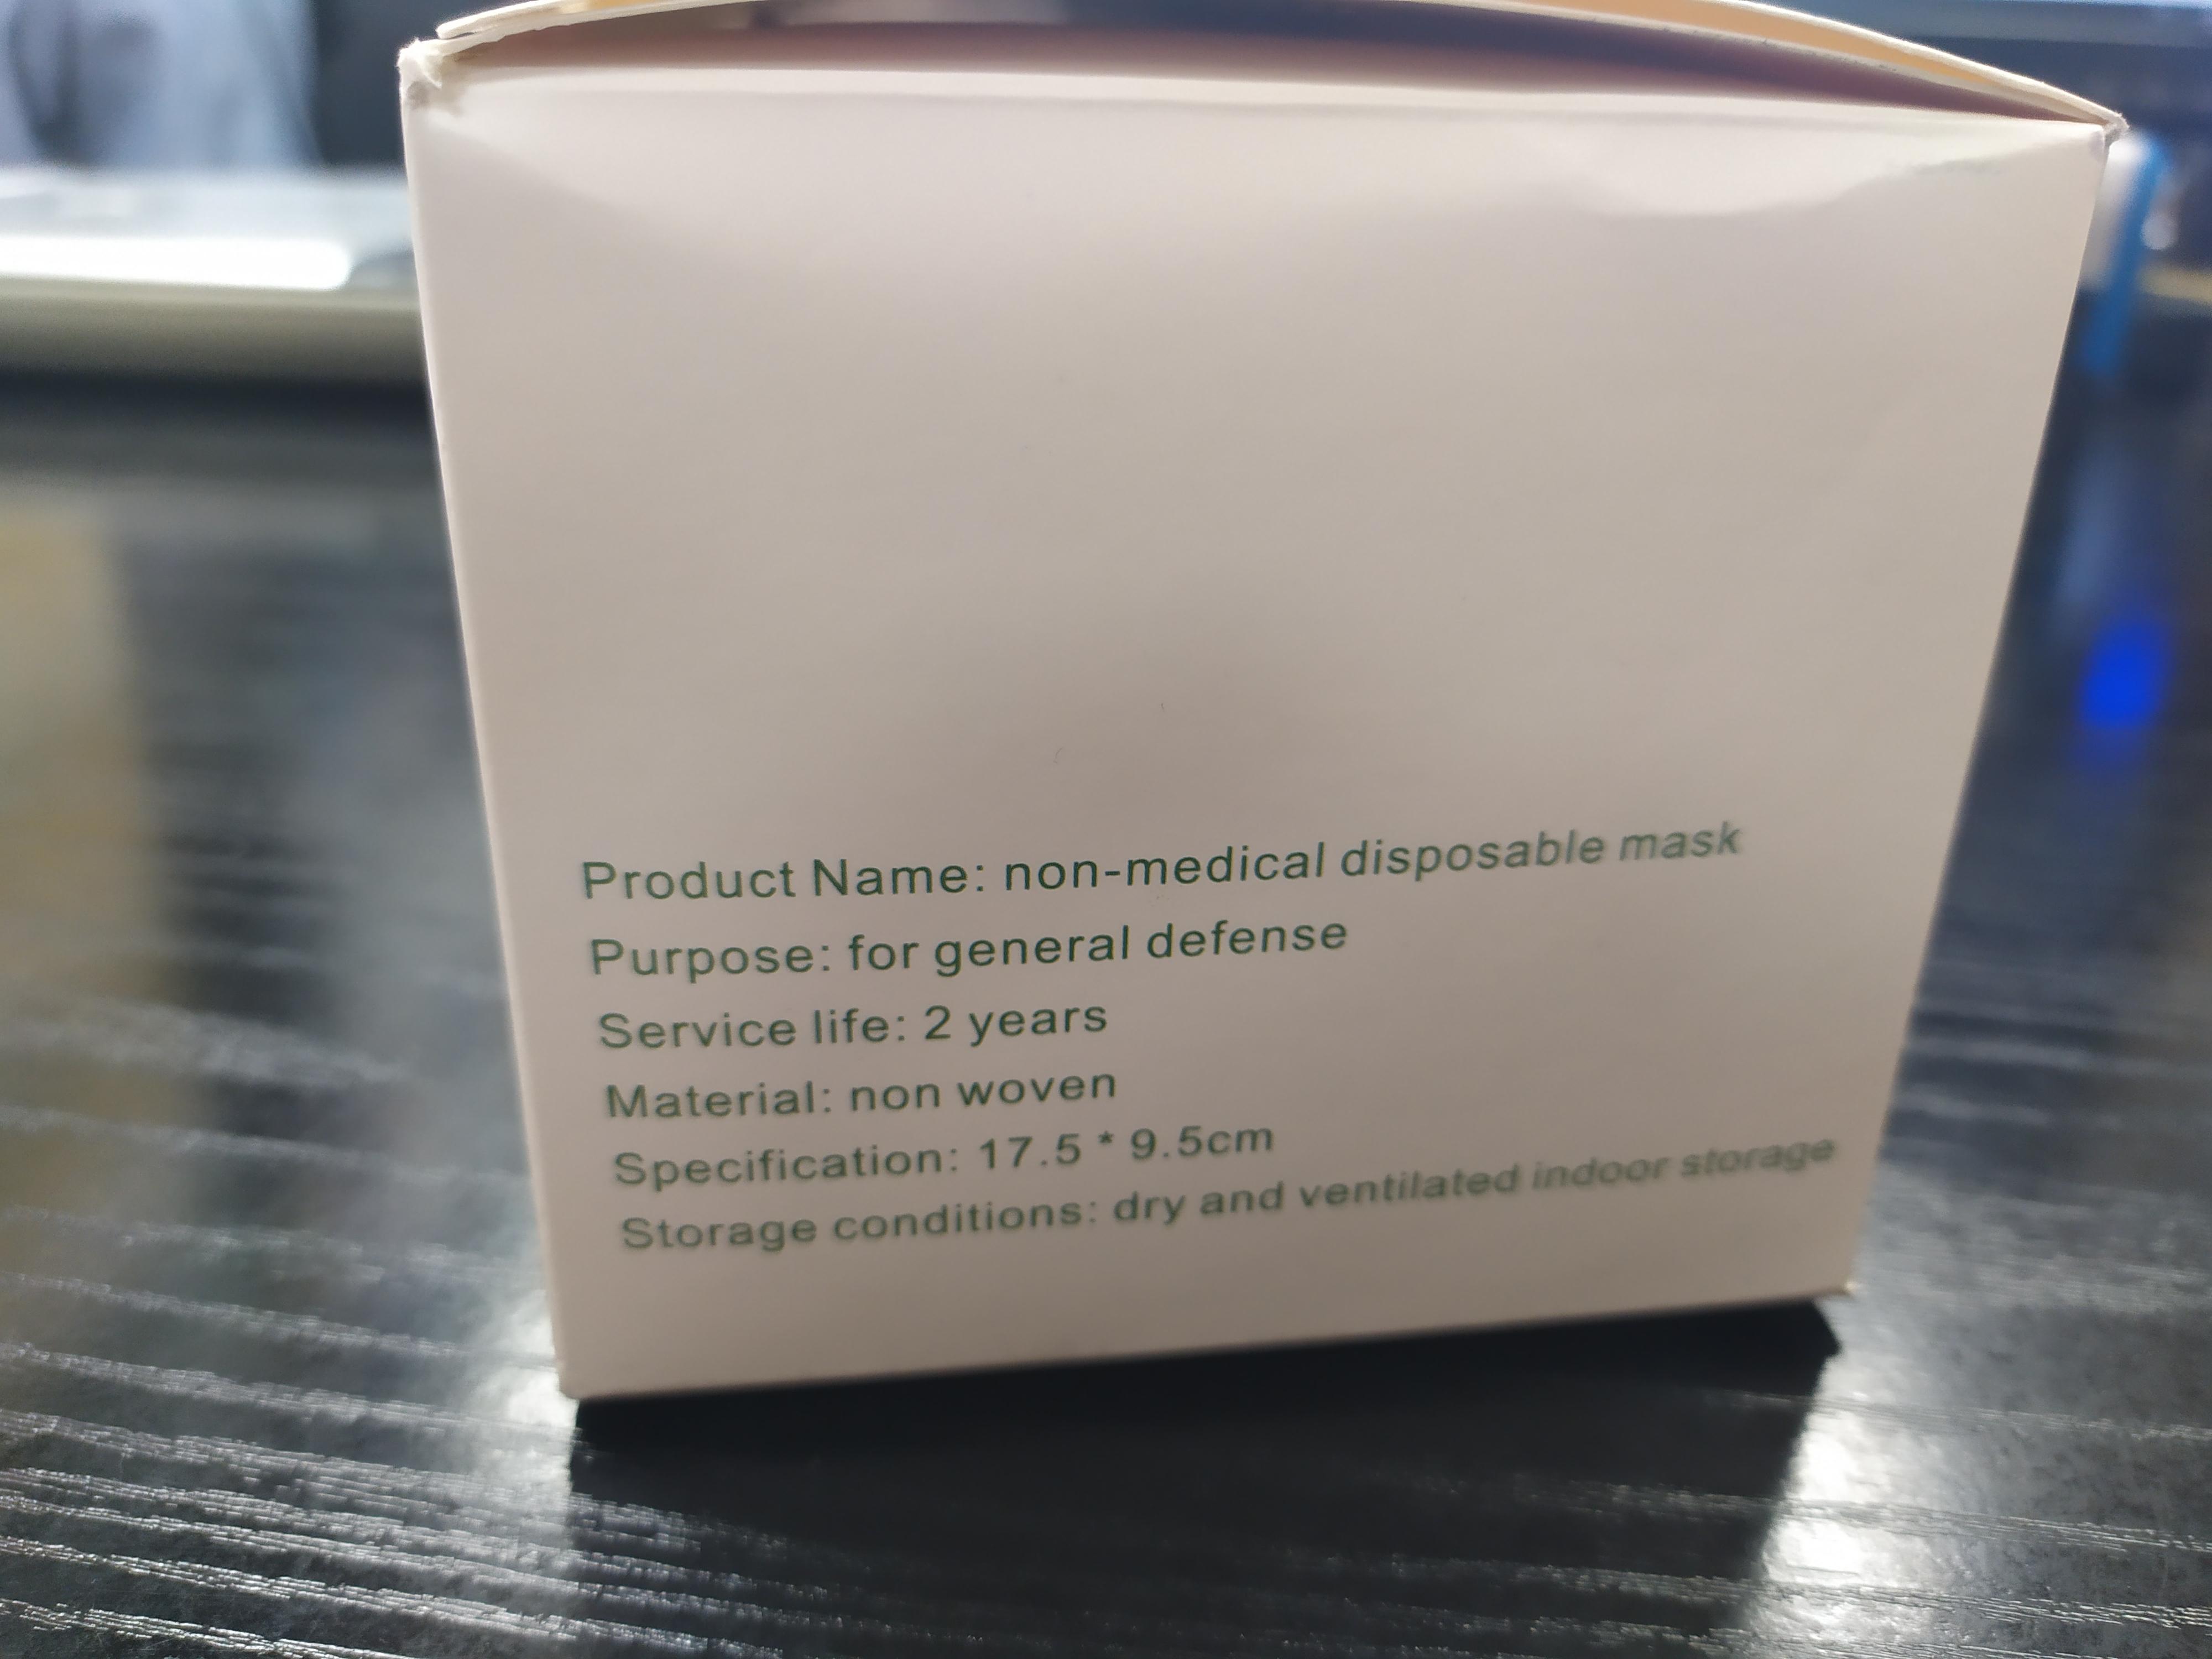 Product Name: non-medical disposable mask
Purpose: for general defense
Service life: 2 years
Material: non woven
Specification: 17.5 * 9.5cm
Storage conditions: dry and ventilated indoor storage